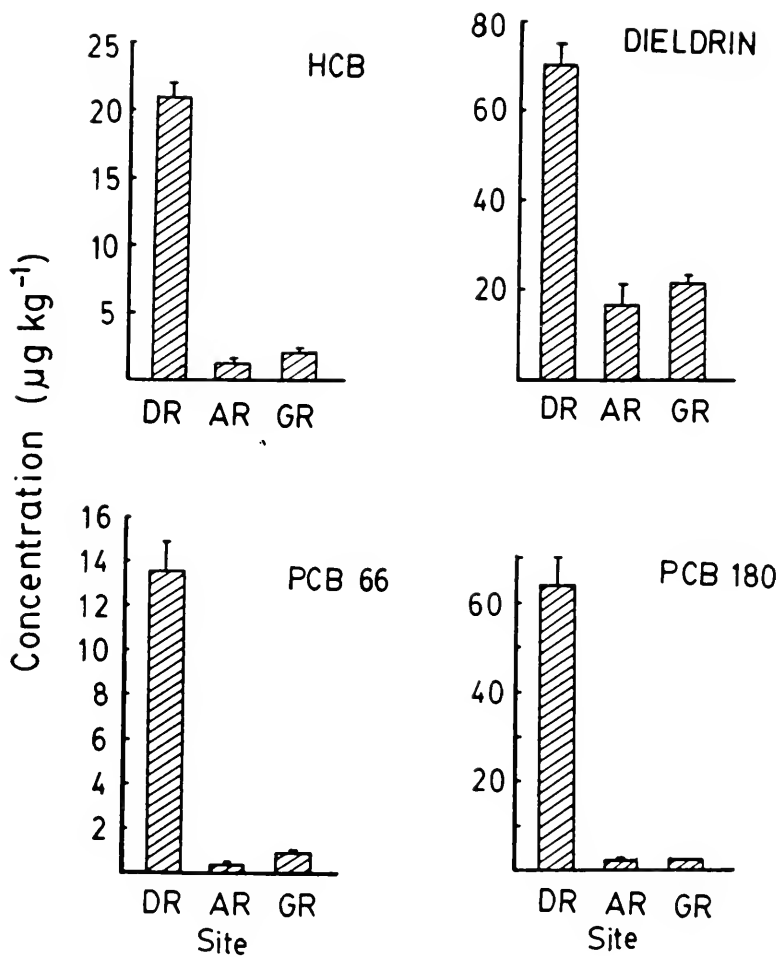 Concentration (μg kg⁻¹)
HCB
25
20
15
10
5
DR AR GR
DIELDRIN
80
60
40
20
DR AR GR
PCB 66
16
14
12
10
8
6
4
2
DR AR GR
Site
PCB 180
60
40
20
DR AR GR
Site